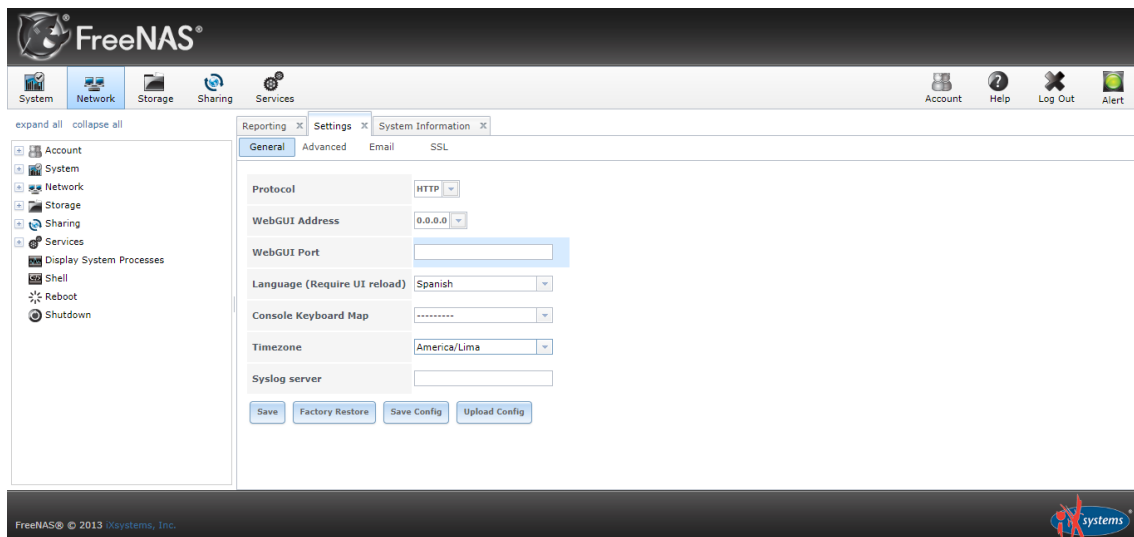 FreeNAS®
System Network Storage Sharing Services Account Help Log Out Alert
expand all collapse all
Reporting X Settings X System Information X
General Advanced Email SSL
Account
System
Network
Storage
Sharing
Services
Display System Processes
Shell
Reboot
Shutdown
Protocol HTTP
WebGUI Address 0.0.0.0
WebGUI Port
Language (Require UI reload) Spanish
Console Keyboard Map ---------
Timezone America/Lima
Syslog server
Save Factory Restore Save Config Upload Config
FreeNAS® © 2013 iXsystems, Inc.
iX systems®